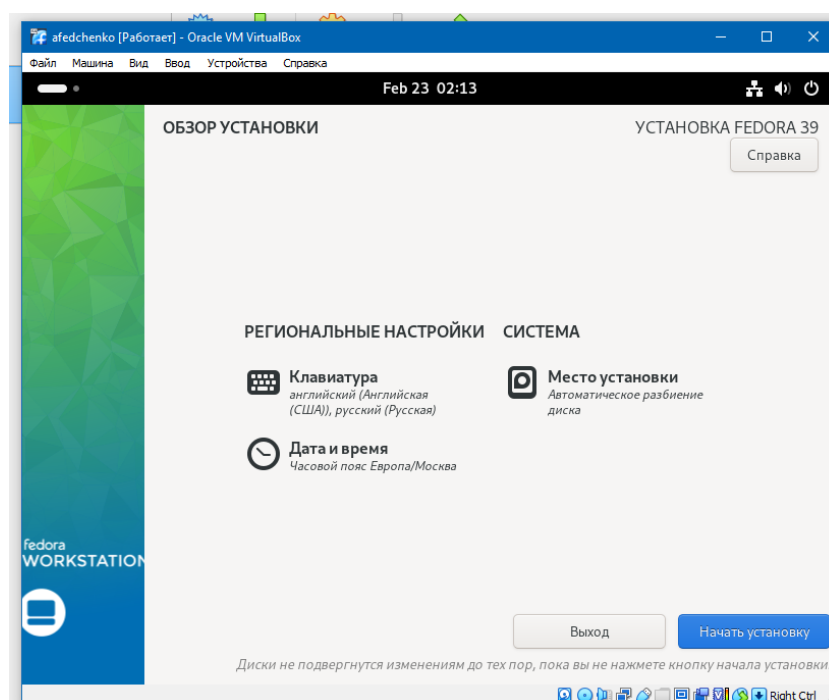 afedchenko [Работает] - Oracle VM VirtualBox
Файл Машина Вид Ввод Устройства Справка
Feb 23 02:13
ОБЗОР УСТАНОВКИ
УСТАНОВКА FEDORA 39
Справка
РЕГИОНАЛЬНЫЕ НАСТРОЙКИ
Клавиатура
английский (Английская
(США)), русский (Русская)
Дата и время
Часовой пояс Европа/Москва
СИСТЕМА
Место установки
Автоматическое разбиение
диска
fedora
WORKSTATION
Выход
Начать установку
Диски не подвергнутся изменениям до тех пор, пока вы не нажмете кнопку начала установки
Right Ctrl